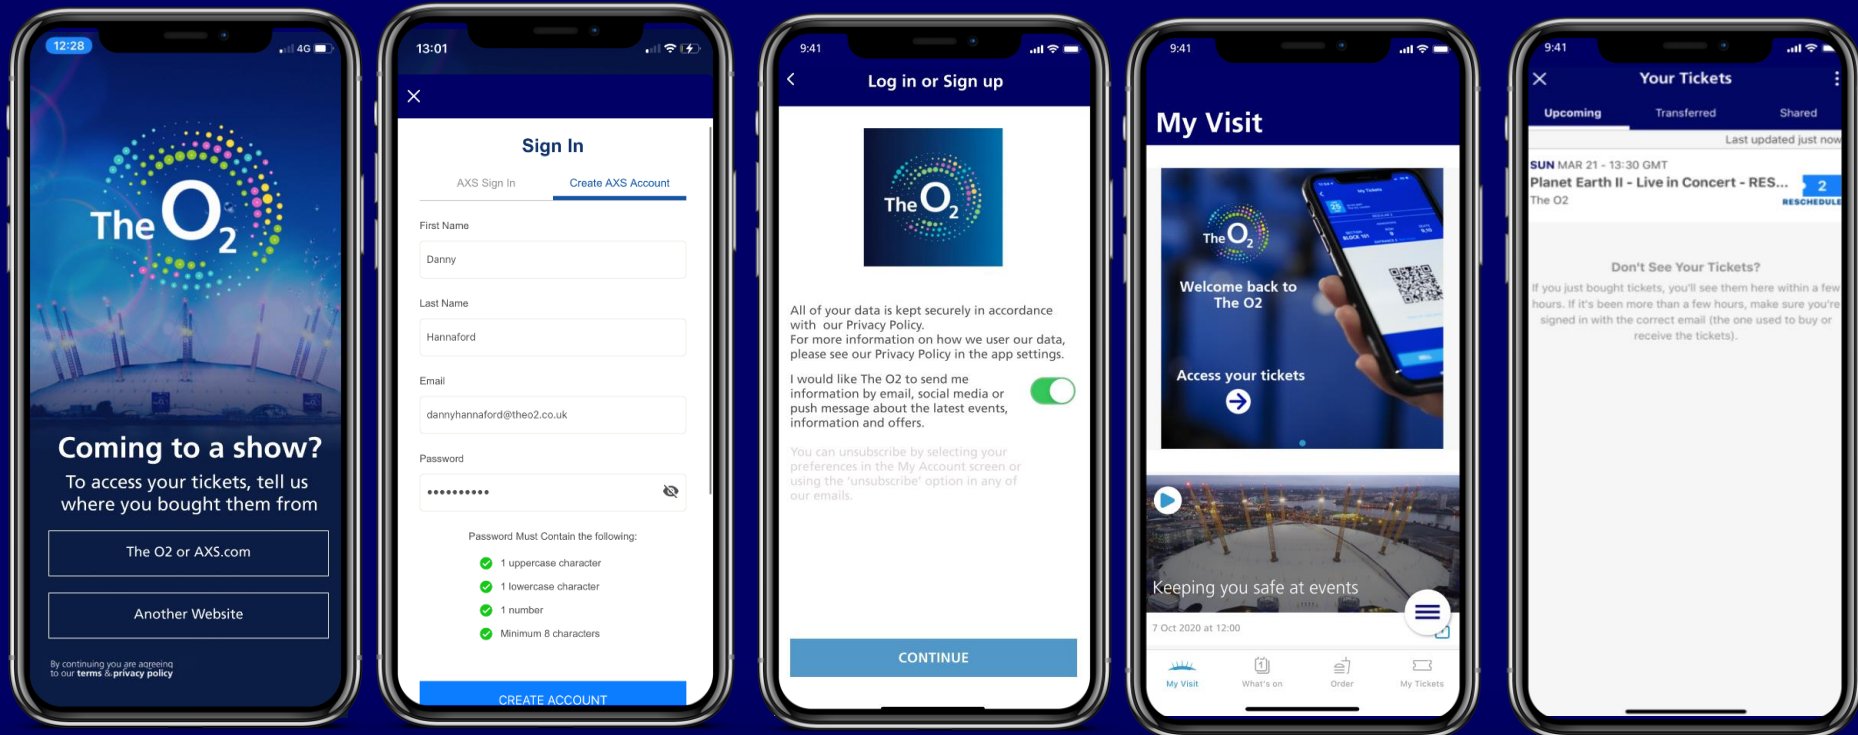 12:28
4G
The O2
Coming to a show?
To access your tickets, tell us
where you bought them from
The O2 or AXS.com
Another Website
By continuing you are agreeing
to our terms & privacy policy
13:01
Sign In
AXS Sign In
Create AXS Account
First Name
Danny
Last Name
Hannaford
Email
dannyhannaford@theo2.co.uk
Password
Password Must Contain the following:
1 uppercase character
1 lowercase character
1 number
Minimum 8 characters
CREATE ACCOUNT
9:41
Log in or Sign up
The O2
All of your data is kept securely in accordance
with our Privacy Policy.
For more information on how we user our data,
please see our Privacy Policy in the app settings.
I would like The O2 to send me
information by email, social media or
push message about the latest events,
information and offers.
You can unsubscribe by selecting your
preferences in the My Account screen or
using the 'unsubscribe' option in any of
our emails.
CONTINUE
9:41
My Visit
The O2
Welcome back to
The O2
Access your tickets
My Tickets
25
BLOCK 101
9
9,10
Keeping you safe at events
7 Oct 2020 at 12:00
My Visit
What's on
Order
My Tickets
9:41
Your Tickets
Upcoming
Transferred
Shared
Last updated just now
SUN MAR 21 - 13:30 GMT
Planet Earth II - Live in Concert - RES...
2
The O2
RESCHEDULE
Don't See Your Tickets?
If you just bought tickets, you'll see them here within a few
hours. If it's been more than a few hours, make sure you're
signed in with the correct email (the one used to buy or
receive the tickets).